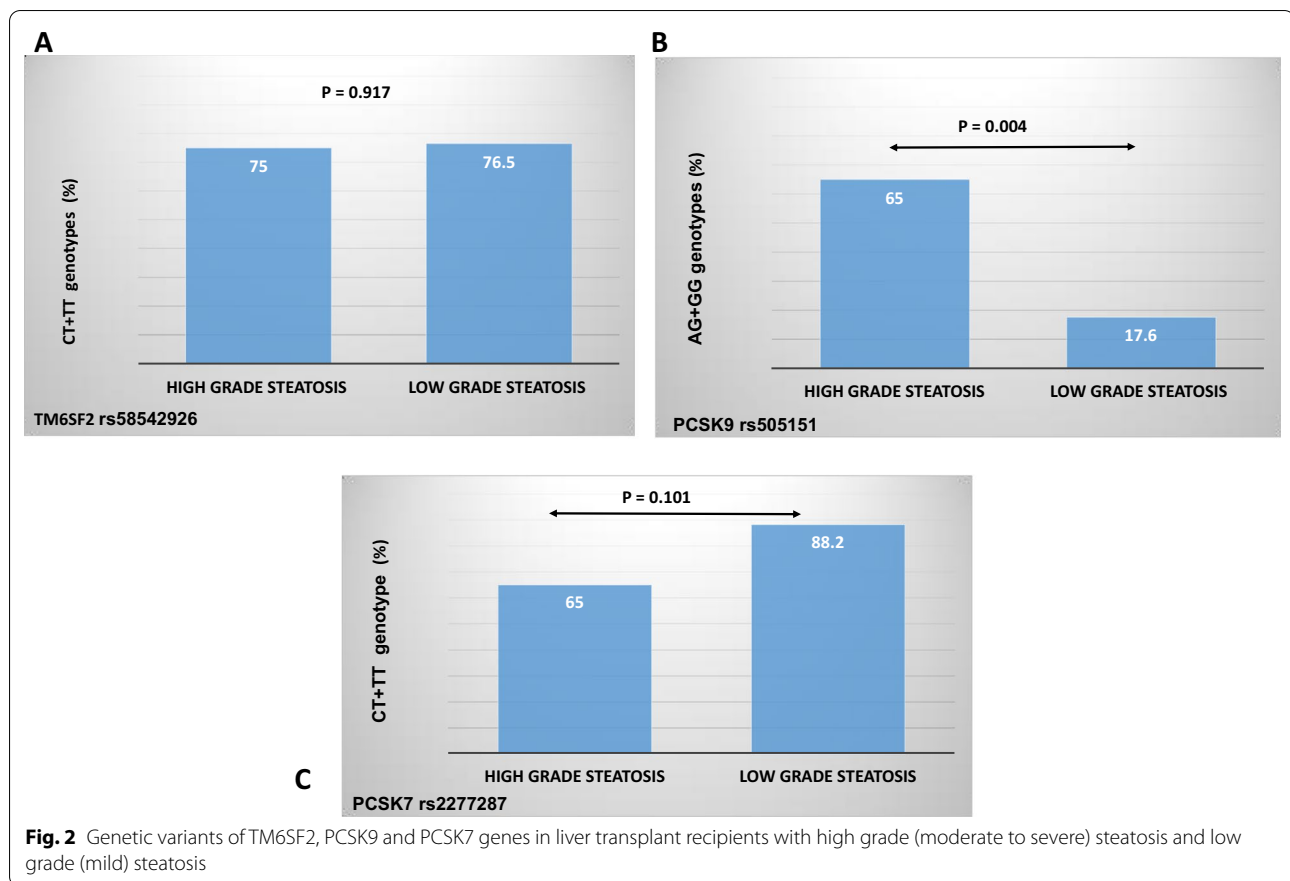 A
P = 0.917
CT+TT genotypes (%)
75
76.5
HIGH GRADE STEATOSIS
LOW GRADE STEATOSIS
TM6SF2 rs58542926
B
P = 0.004
AG+GG genotypes (%)
65
17.6
HIGH GRADE STEATOSIS
LOW GRADE STEATOSIS
PCSK9 rs505151
P = 0.101
CT+TT genotype (%)
65
88.2
HIGH GRADE STEATOSIS
LOW GRADE STEATOSIS
C
PCSK7 rs2277287
Fig. 2 Genetic variants of TM6SF2, PCSK9 and PCSK7 genes in liver transplant recipients with high grade (moderate to severe) steatosis and low
grade (mild) steatosis